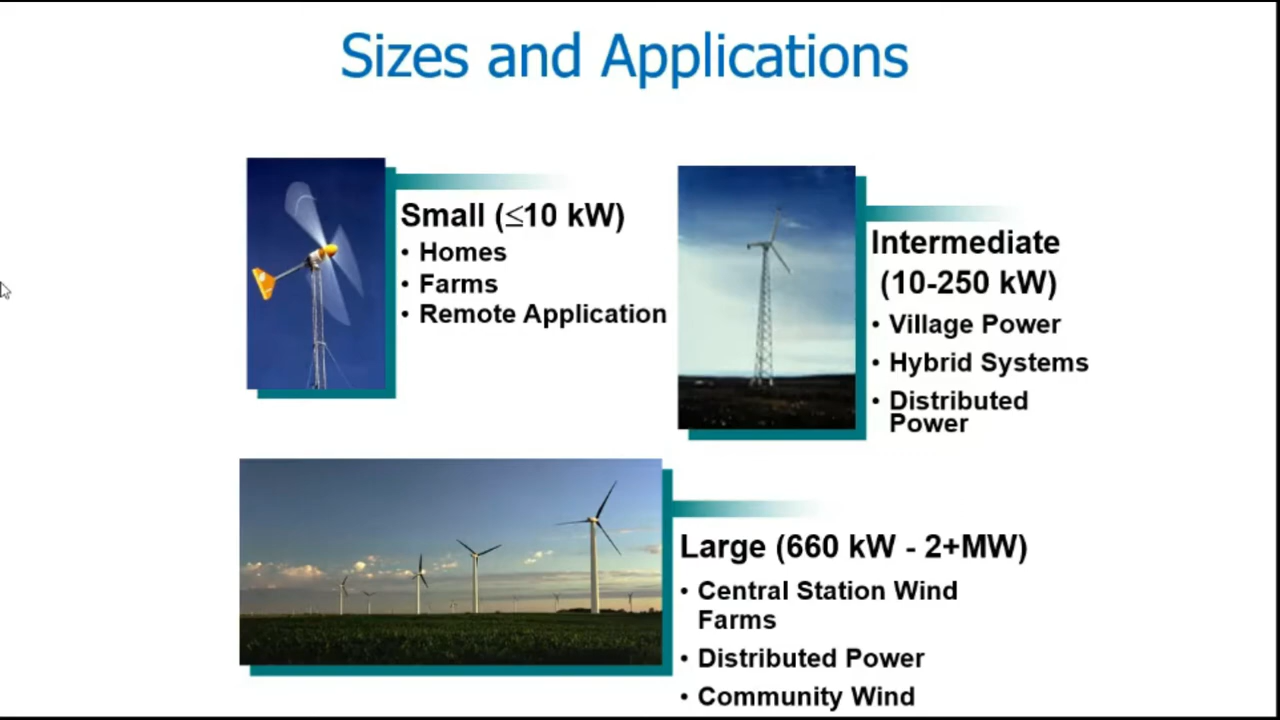 Sizes and Applications
Small (≤10 kW)
• Homes
• Farms
• Remote Application
Intermediate
(10-250 kW)
• Village Power
• Hybrid Systems
• Distributed
Power
Large (660 kW - 2+MW)
• Central Station Wind
Farms
• Distributed Power
• Community Wind